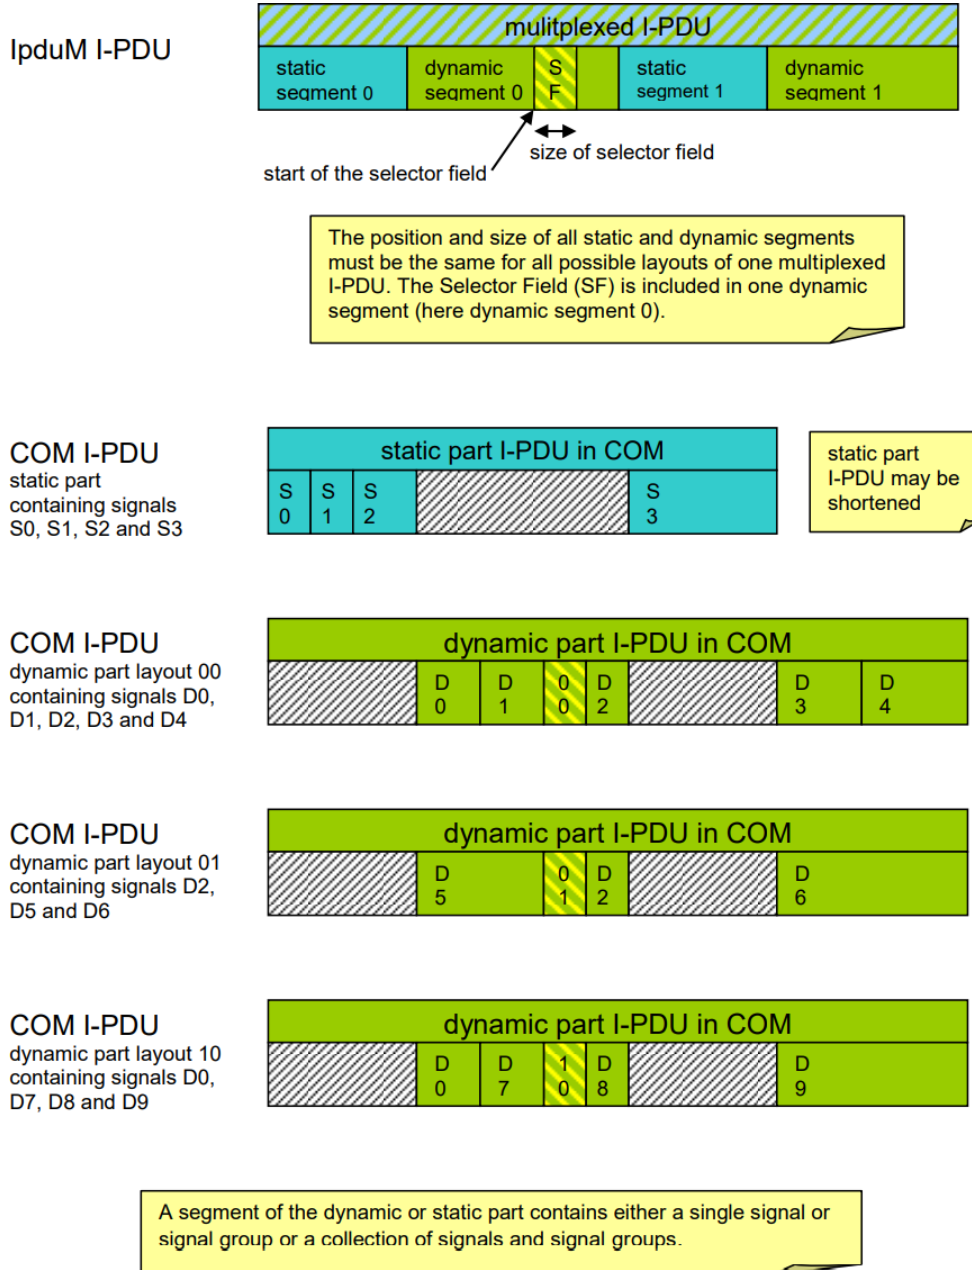 IpduM I-PDU
mulitplexed I-PDU
static
segment 0
dynamic
segment 0
S
F
static
segment 1
dynamic
segment 1
start of the selector field
size of selector field
The position and size of all static and dynamic segments
must be the same for all possible layouts of one multiplexed
I-PDU. The Selector Field (SF) is included in one dynamic
segment (here dynamic segment 0).
COM I-PDU
static part
containing signals
S0, S1, S2 and S3
static part I-PDU in COM
S
0
S
1
S
2
S
3
static part
I-PDU may be
shortened
COM I-PDU
dynamic part layout 00
containing signals D0,
D1, D2, D3 and D4
dynamic part I-PDU in COM
D
0
D
1
0
0
D
2
D
3
D
4
COM I-PDU
dynamic part layout 01
containing signals D2,
D5 and D6
dynamic part I-PDU in COM
D
5
0
1
D
2
D
6
COM I-PDU
dynamic part layout 10
containing signals D0,
D7, D8 and D9
dynamic part I-PDU in COM
D
0
D
7
1
0
D
8
D
9
A segment of the dynamic or static part contains either a single signal or
signal group or a collection of signals and signal groups.